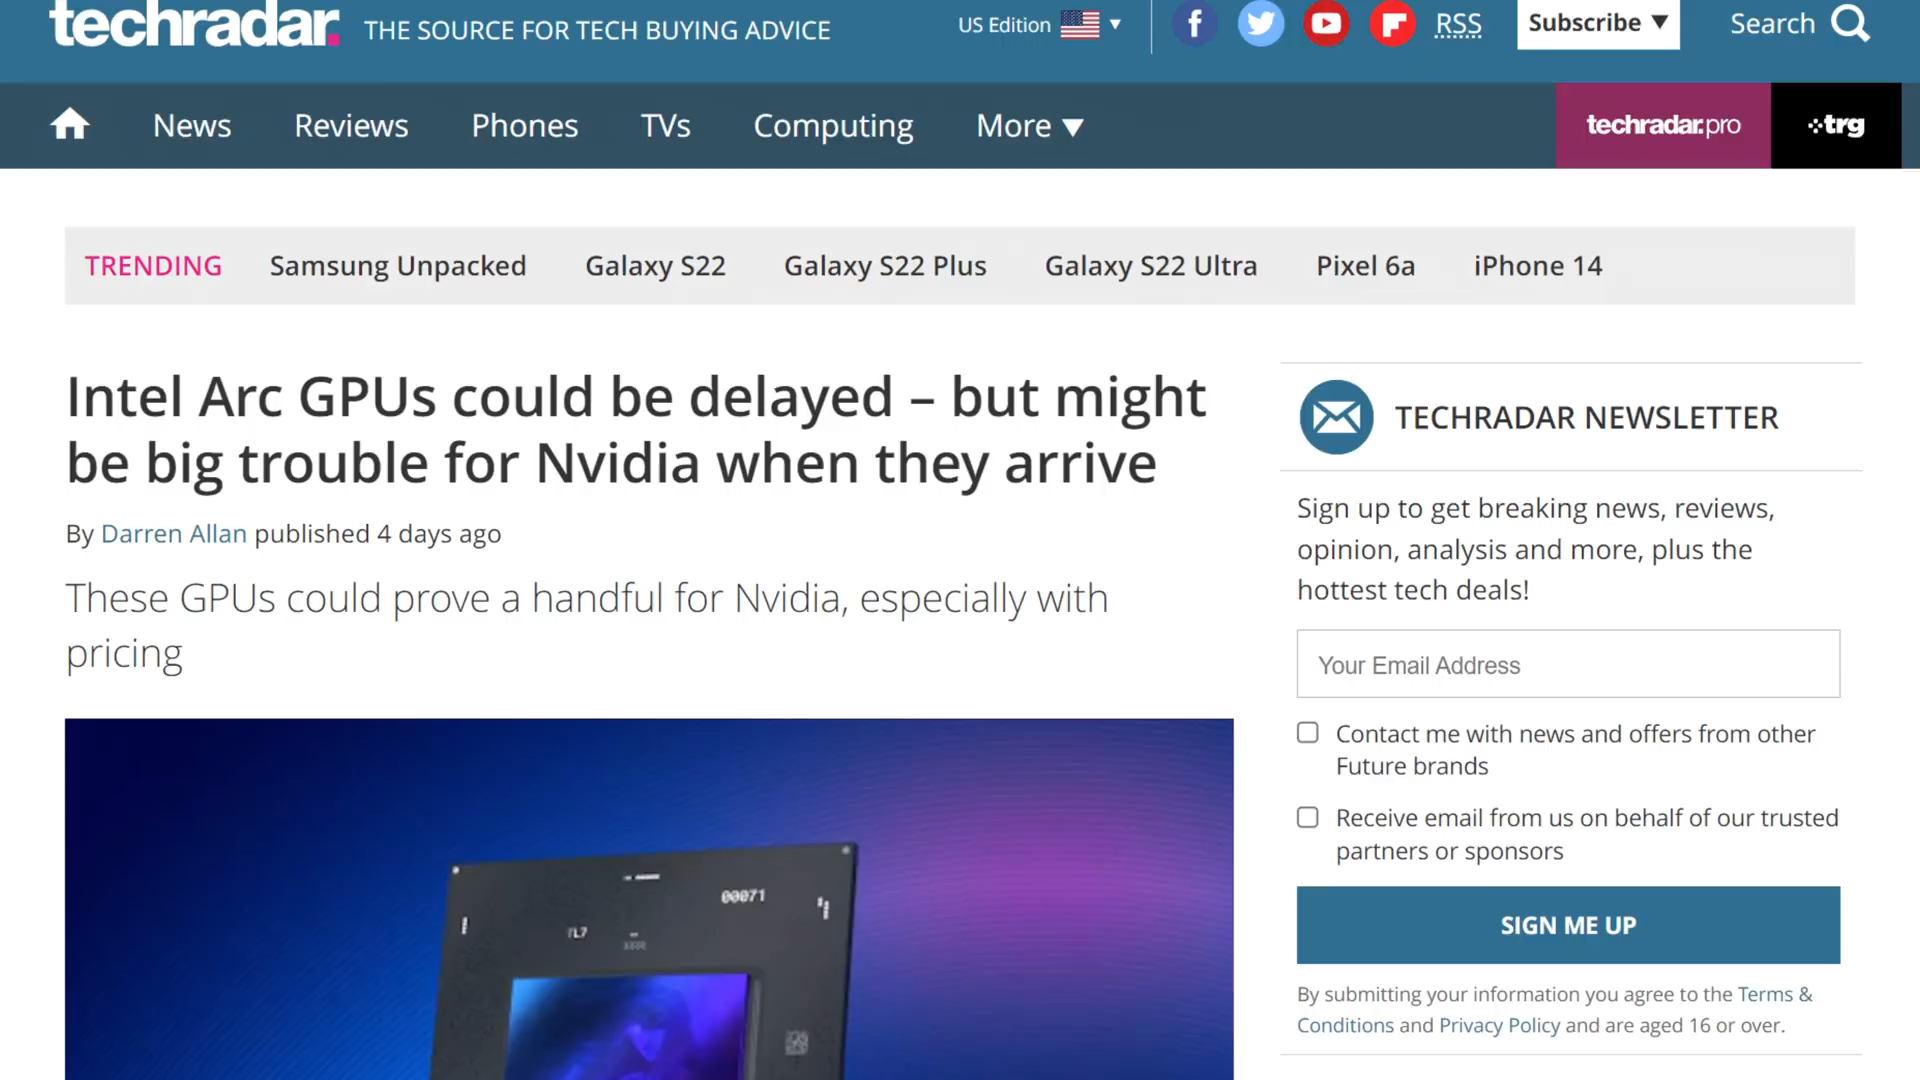 techradar. THE SOURCE FOR TECH BUYING ADVICE
US Edition
RSS
Subscribe
Search
News
Reviews
Phones
TVs
Computing
More
techradar.pro
trg
TRENDING
Samsung Unpacked
Galaxy S22
Galaxy S22 Plus
Galaxy S22 Ultra
Pixel 6a
iPhone 14
Intel Arc GPUs could be delayed – but might
be big trouble for Nvidia when they arrive
By Darren Allan published 4 days ago
These GPUs could prove a handful for Nvidia, especially with
pricing
00071
TECHRADAR NEWSLETTER
Sign up to get breaking news, reviews,
opinion, analysis and more, plus the
hottest tech deals!
Your Email Address
Contact me with news and offers from other
Future brands
Receive email from us on behalf of our trusted
partners or sponsors
SIGN ME UP
By submitting your information you agree to the Terms &
Conditions and Privacy Policy and are aged 16 or over.